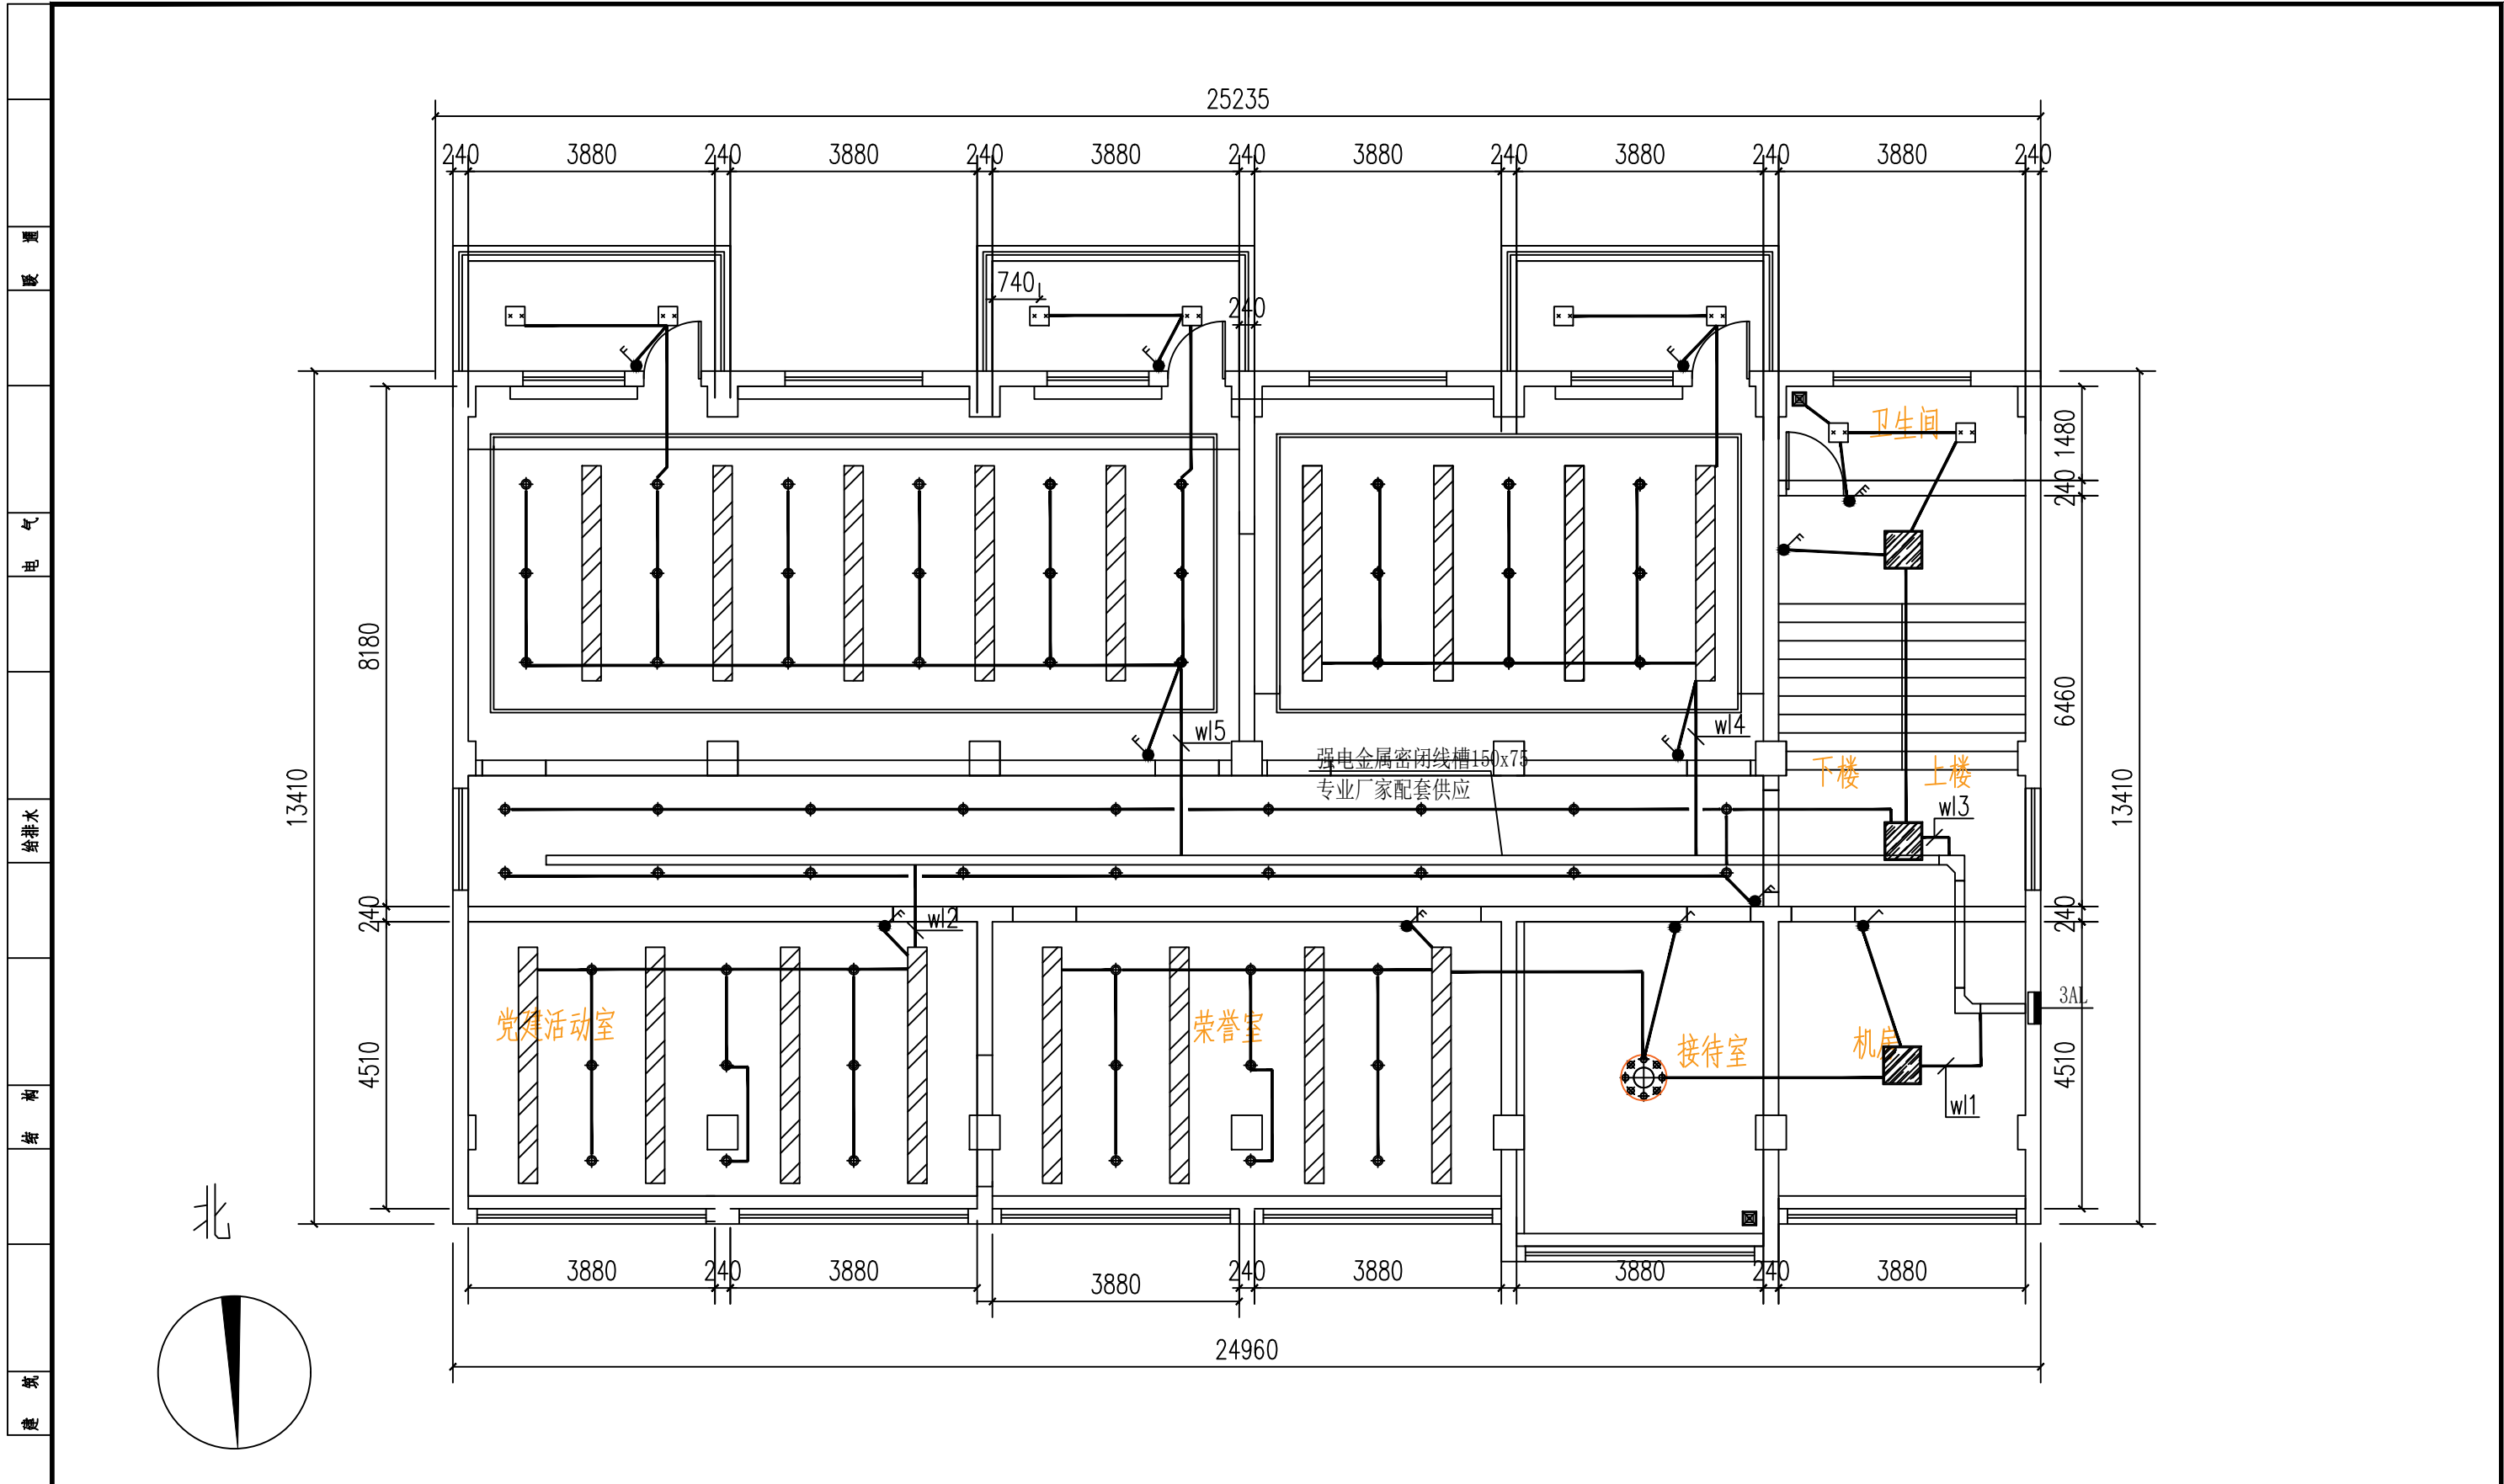 25235
240 3880 240 3880 240 3880 240 3880 240 3880 240 3880 240
通
暖
740
240
卫生间
1480
240
气
电
8180
6460
wl5
wl4
强电金属密闭线槽150x75
专业厂家配套供应
下楼
上楼
wl3
13410
13410
给排水
240
wl2
240
3AL
党建活动室
荣誉室
接待室
机房
4510
4510
wl1
构
结
北
3880 240 3880
3880
240 3880
3880 240 3880
24960
筑
建